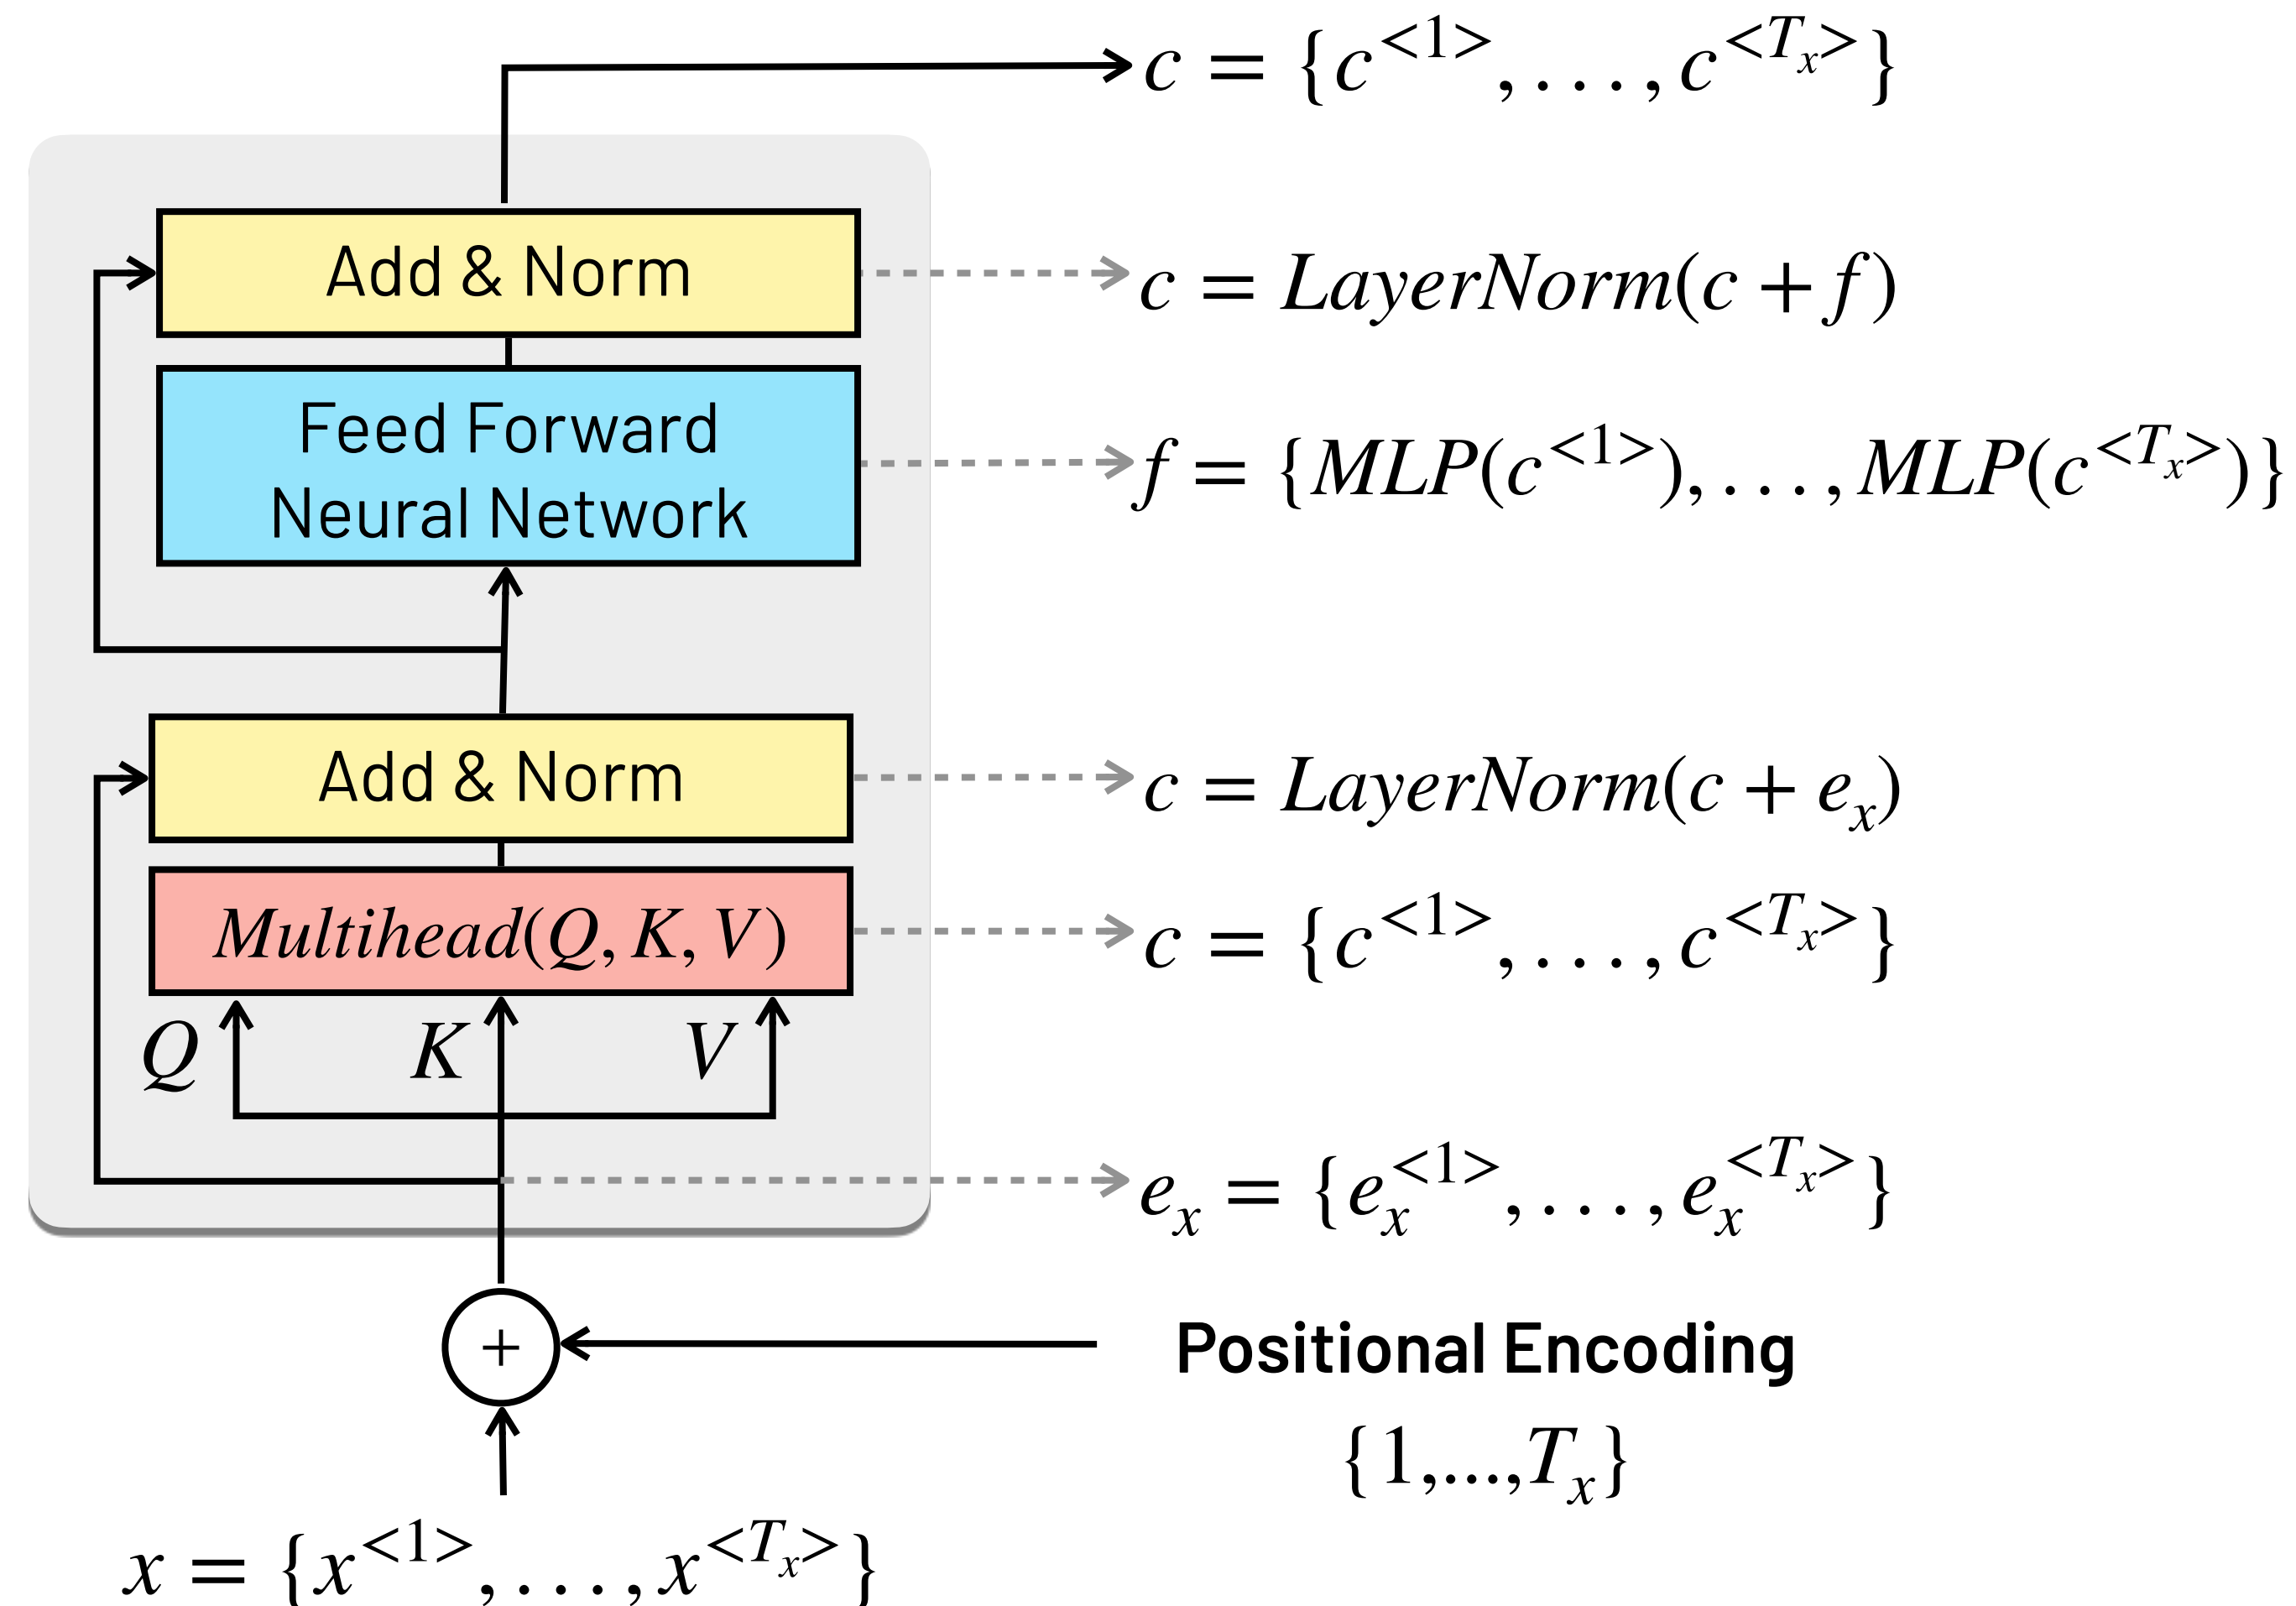 c = {c^{<1>}, . . . , c^{<T_x>}}
Add & Norm
c = LayerNorm(c + f)
Feed Forward
Neural Network
f = {MLP(c^{<1>}), . . . , MLP(c^{<T_x>})}
Add & Norm
c = LayerNorm(c + e_x)
Multihead(Q, K, V)
c = {c^{<1>}, . . . , c^{<T_x>}}
Q K V
e_x = {e_x^{<1>}, . . . , e_x^{<T_x>}}
+
Positional Encoding
{1,...,T_x}
x = {x^{<1>}, . . . , x^{<T_x>}}